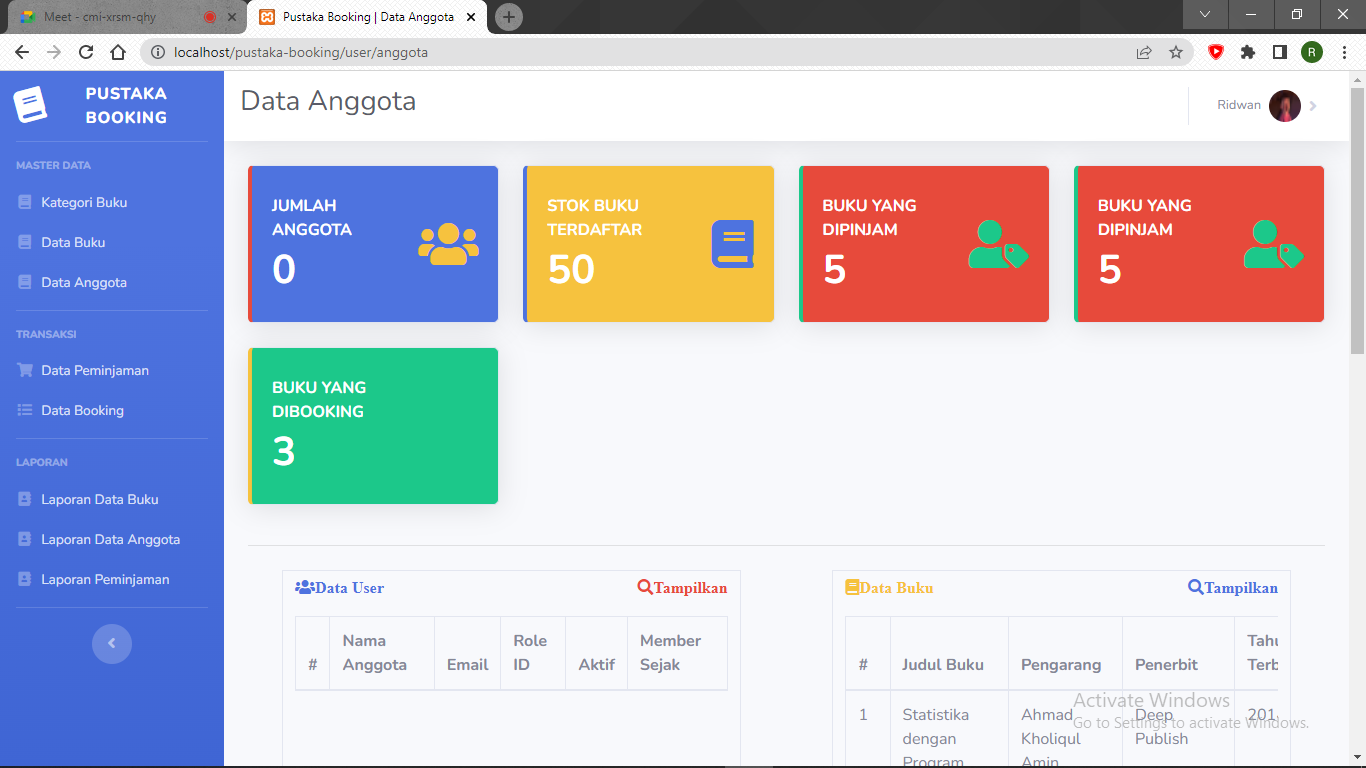 Meet - cmi-xrsm-qhy
Pustaka Booking | Data Anggota
localhost/pustaka-booking/user/anggota
R
PUSTAKA
BOOKING
MASTER DATA
Kategori Buku
Data Buku
Data Anggota
TRANSAKSI
Data Peminjaman
Data Booking
LAPORAN
Laporan Data Buku
Laporan Data Anggota
Laporan Peminjaman
Data Anggota
Ridwan
JUMLAH
ANGGOTA
0
STOK BUKU
TERDAFTAR
50
BUKU YANG
DIPINJAM
5
BUKU YANG
DIPINJAM
5
BUKU YANG
DIBOOKING
3
Data User
Tampilkan
# Nama Anggota Email Role ID Aktif Member Sejak
Data Buku
Tampilkan
# Judul Buku Pengarang Penerbit Tahu Terb
1 Statistika dengan Program Ahmad Kholiqul Amin Deep Publish 201
Activate Windows
Go to Settings to activate Windows.